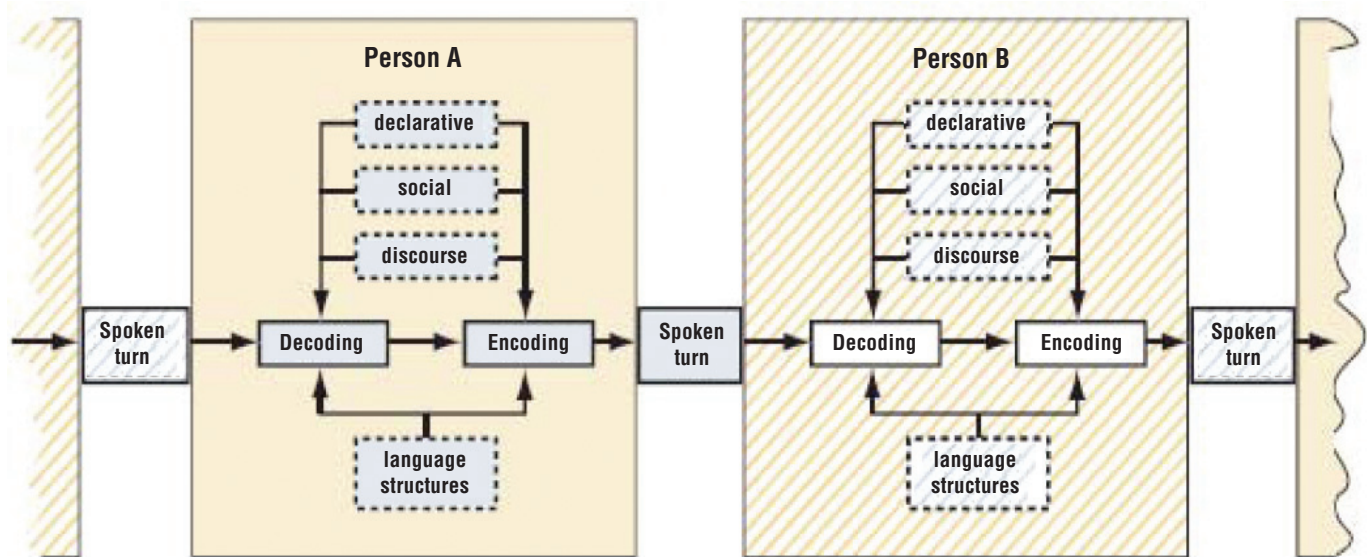 Person A
declarative
social
discourse
Spoken
turn
Decoding
Encoding
language
structures
Spoken
turn
Person B
declarative
social
discourse
Decoding
Encoding
language
structures
Spoken
turn